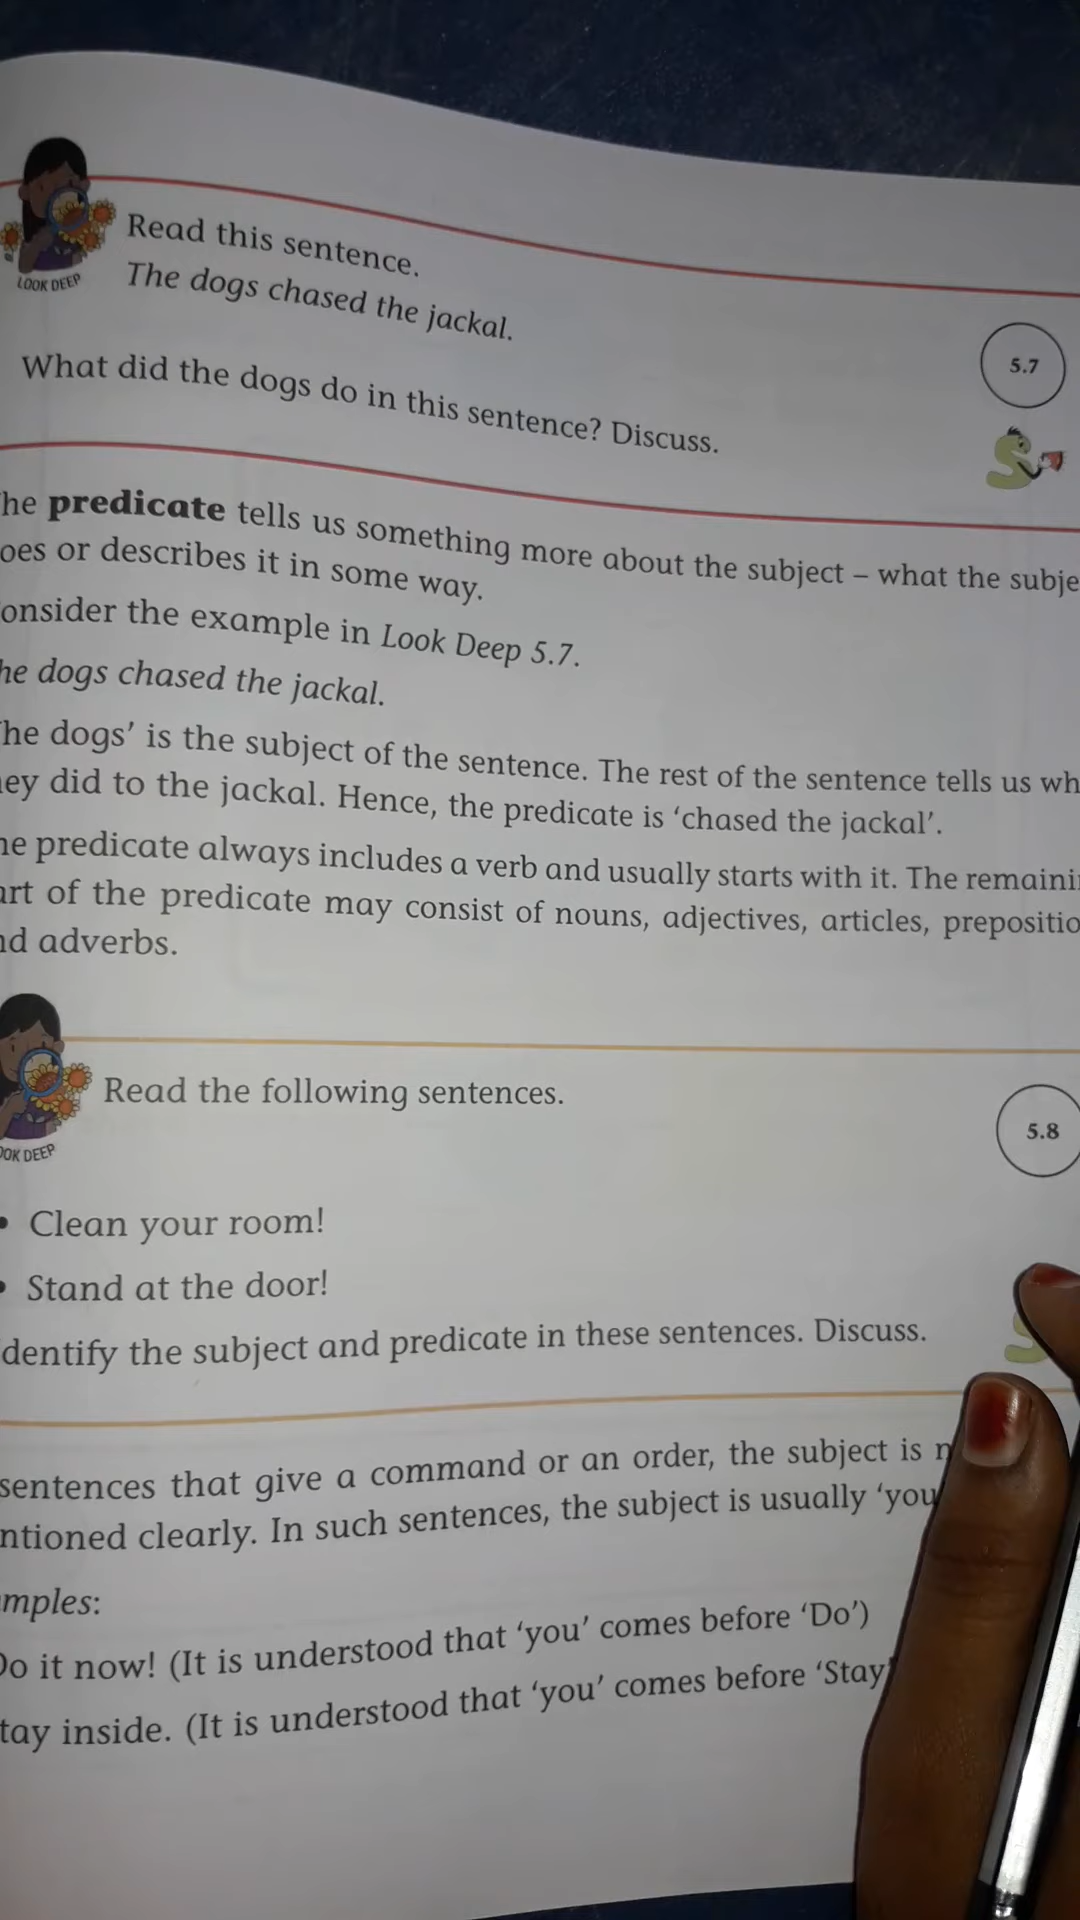 Read this sentence.
The dogs chased the jackal.
LOOK DEEP
5.7
What did the dogs do in this sentence? Discuss.
he predicate tells us something more about the subject – what the subje
oes or describes it in some way.
onsider the example in Look Deep 5.7.
he dogs chased the jackal.
he dogs’ is the subject of the sentence. The rest of the sentence tells us wh
ey did to the jackal. Hence, the predicate is ‘chased the jackal’.
he predicate always includes a verb and usually starts with it. The remaini
art of the predicate may consist of nouns, adjectives, articles, prepositio
nd adverbs.
Read the following sentences.
OOK DEEP
5.8
• Clean your room!
• Stand at the door!
dentify the subject and predicate in these sentences. Discuss.
sentences that give a command or an order, the subject is n
ntioned clearly. In such sentences, the subject is usually ‘you
mples:
Do it now! (It is understood that ‘you’ comes before ‘Do’)
tay inside. (It is understood that ‘you’ comes before ‘Stay’